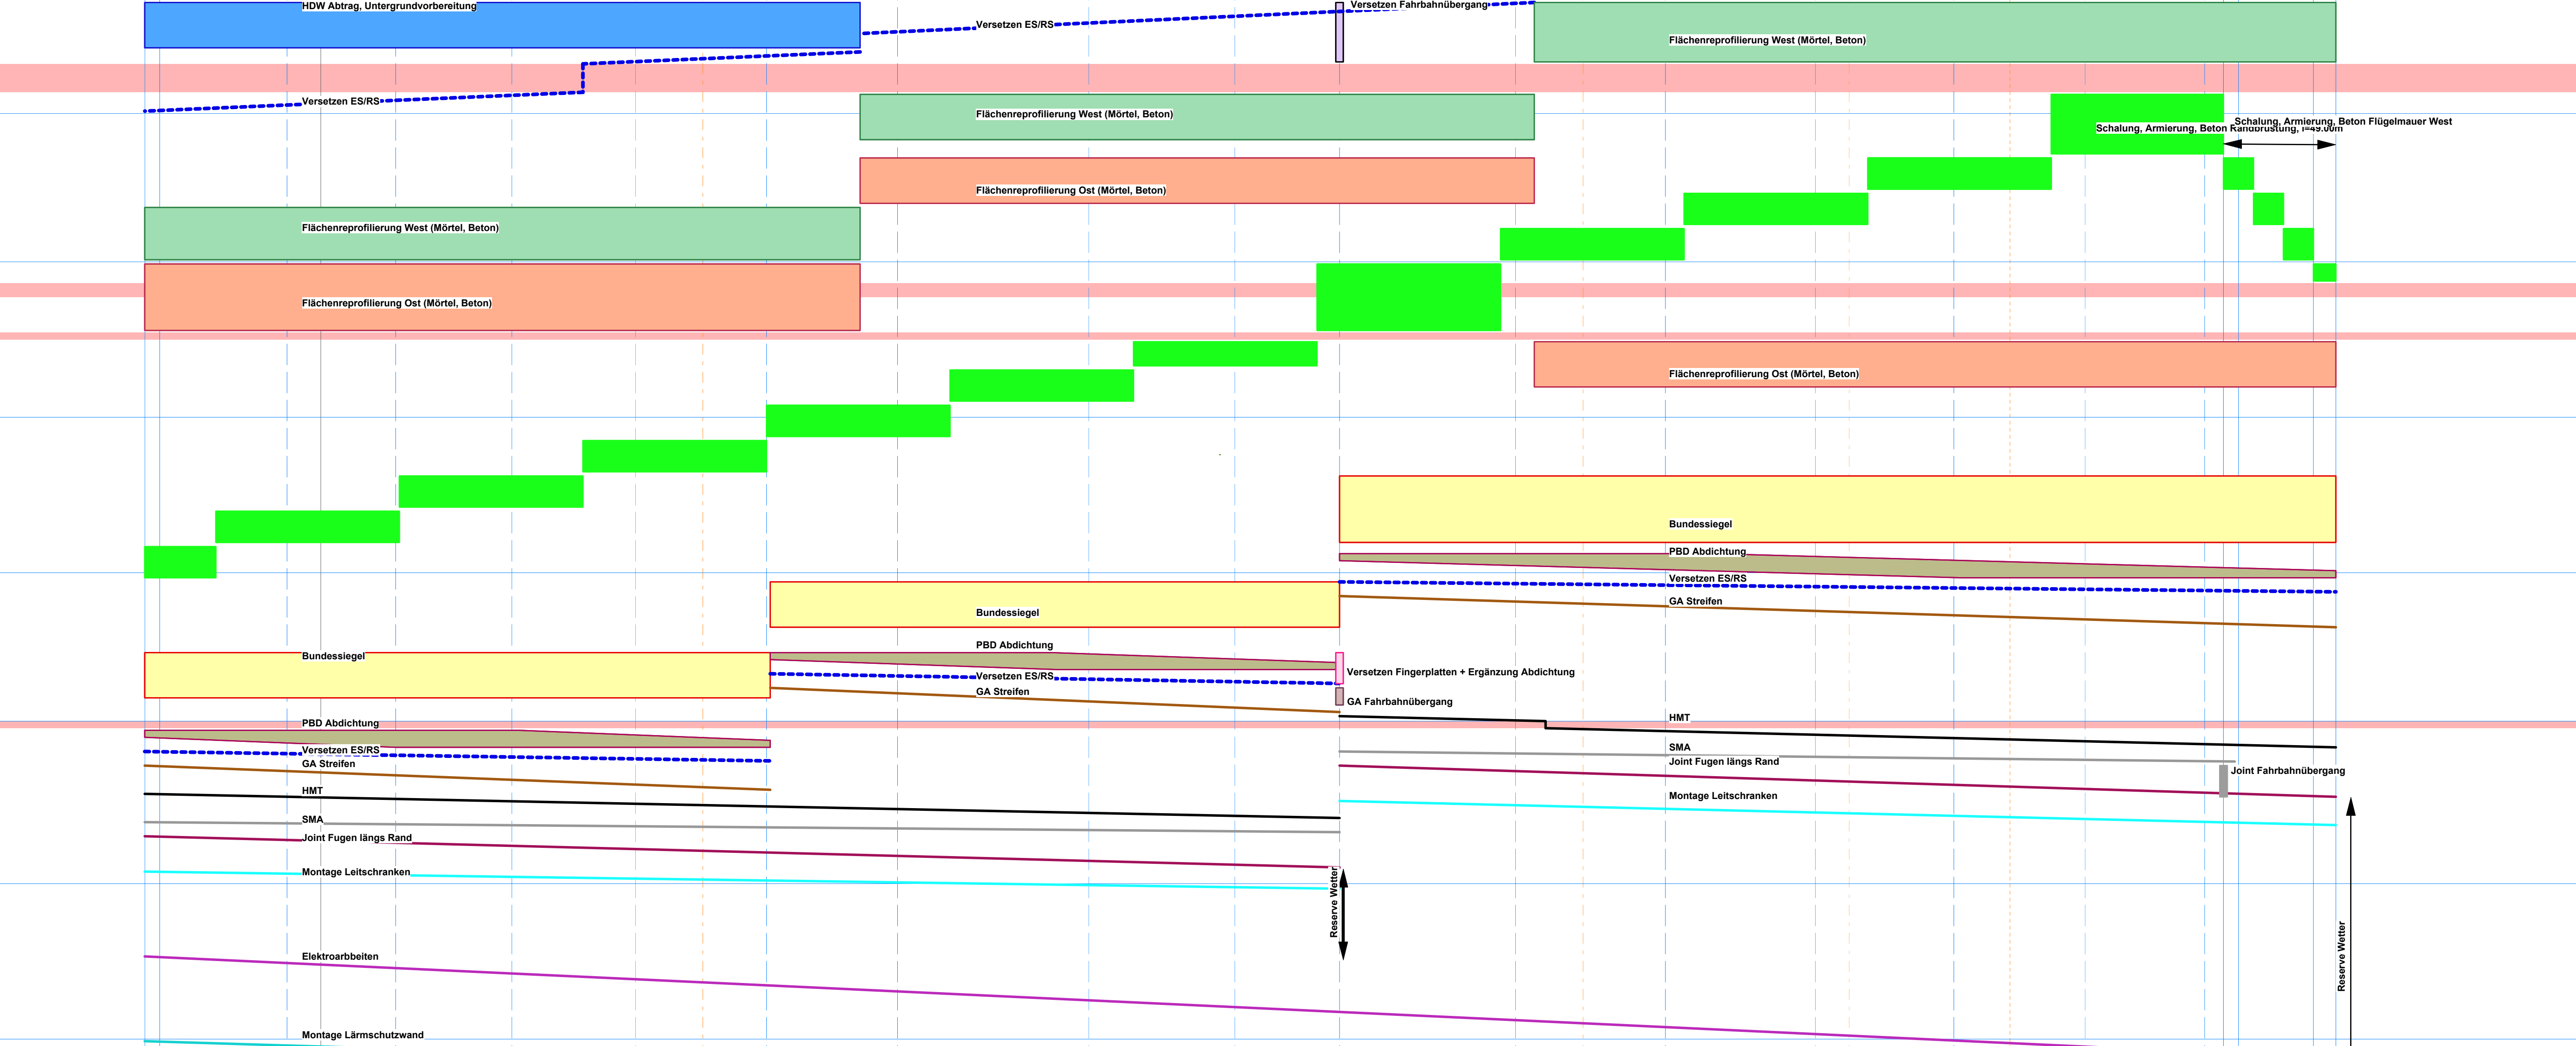 HDW Abtrag, Untergrundvorbereitung
Versetzen Fahrbahnübergang
Versetzen ES/RS
Flächenreprofilierung West (Mörtel, Beton)
Versetzen ES/RS
Flächenreprofilierung West (Mörtel, Beton)
Schalung, Armierung, Beton Flügelmauer West
Schalung, Armierung, Beton Randbrüstung, l=49.00m
Flächenreprofilierung Ost (Mörtel, Beton)
Flächenreprofilierung West (Mörtel, Beton)
Flächenreprofilierung Ost (Mörtel, Beton)
Flächenreprofilierung Ost (Mörtel, Beton)
Bundessiegel
PBD Abdichtung
Versetzen ES/RS
GA Streifen
Bundessiegel
PBD Abdichtung
Bundessiegel
Versetzen Fingerplatten + Ergänzung Abdichtung
Versetzen ES/RS
GA Streifen
GA Fahrbahnübergang
HMT
PBD Abdichtung
SMA
Versetzen ES/RS
Joint Fugen längs Rand
GA Streifen
Joint Fahrbahnübergang
HMT
Montage Leitschranken
SMA
Joint Fugen längs Rand
Montage Leitschranken
Reserve Wetter
Reserve Wetter
Elektroarbbeiten
Montage Lärmschutzwand